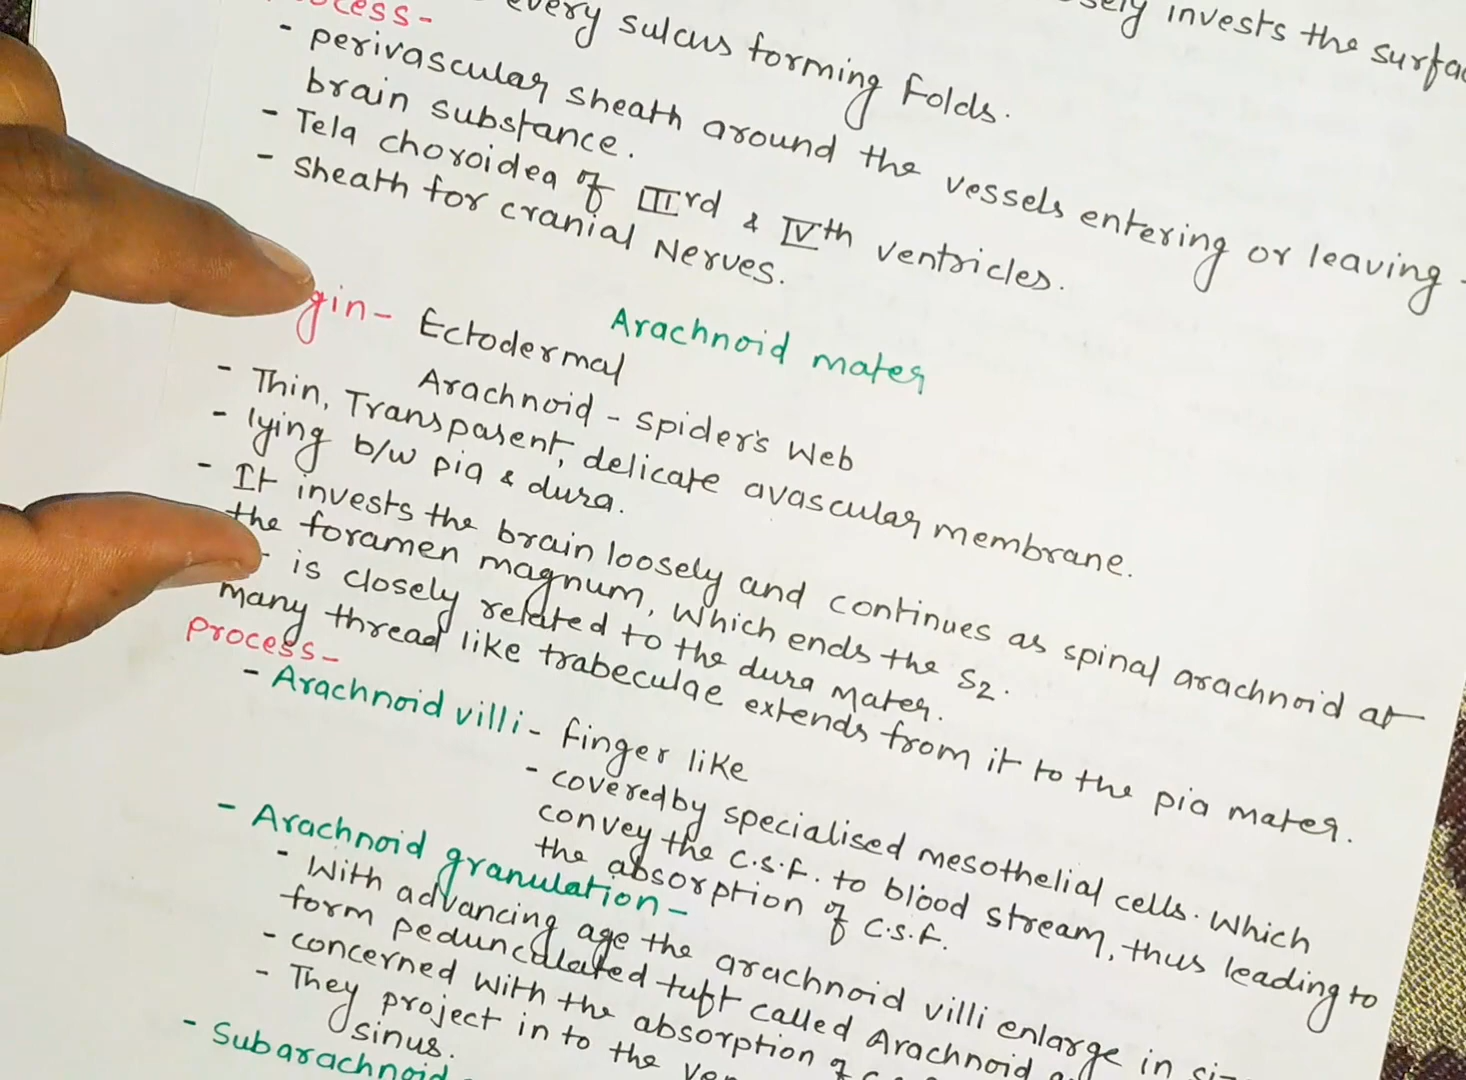 invests the surfa
every sulcus forming folds.
- perivascular sheath around the vessels entering or leaving
brain substance.
- Tela choroidea of IIIrd & IVth ventricles.
- Sheath for cranial Nerves.
Arachnoid mater
gin- Ectodermal
Arachnoid - Spider's Web
- Thin, Transparent, delicate avascular membrane.
- lying b/w pia & dura.
- It invests the brain loosely and continues as spinal arachnoid at
the foramen magnum, Which ends the S2.
- is closely related to the dura Mater.
many thread like trabeculae extends from it to the pia mater.
Process-
- Arachnoid villi - finger like
- covered by specialised mesothelial cells. Which
convey the c.s.f. to blood stream, thus leading to
the absorption of c.s.f.
- Arachnoid granulation -
- With advancing age the arachnoid villi enlarge in
form pedunculated tuft called Arachnoid
- concerned with the absorption of
- They project in to the
sinus.
- Subarachnoid